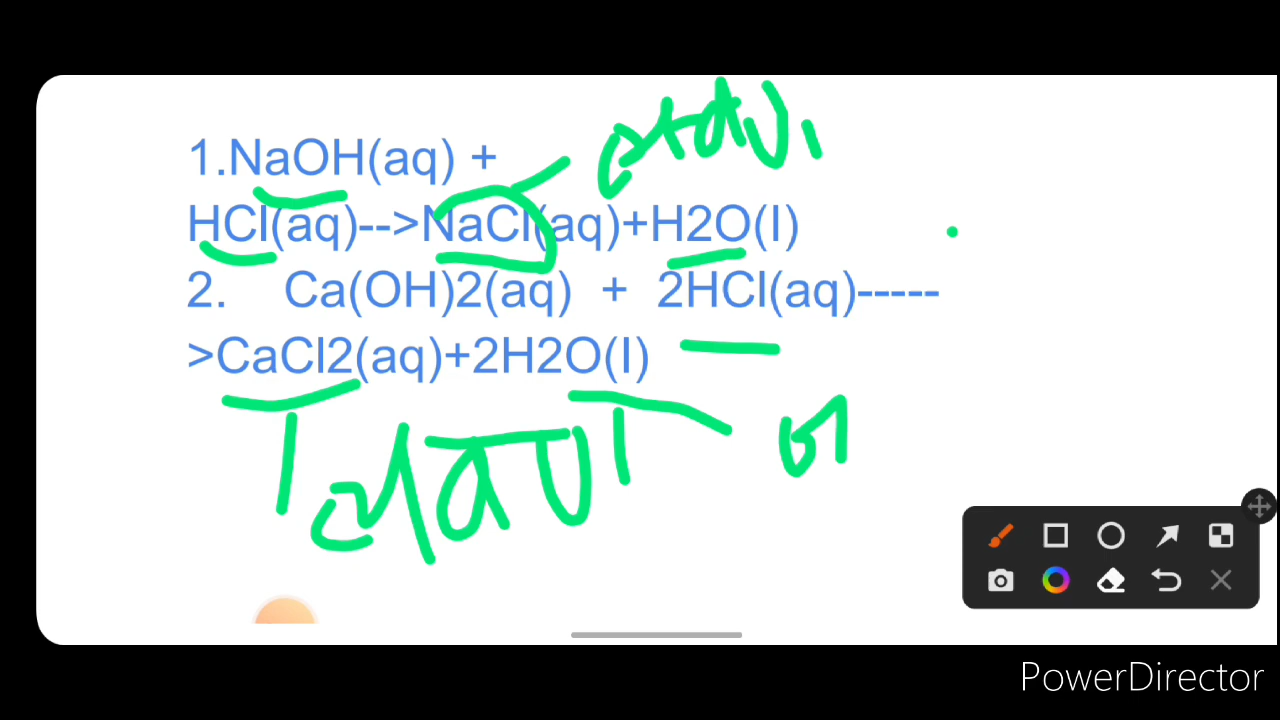 1.NaOH(aq) +
HCl(aq)-->NaCl(aq)+H2O(l)
2. Ca(OH)2(aq) + 2HCl(aq)-----
>CaCl2(aq)+2H2O(l)
PowerDirector